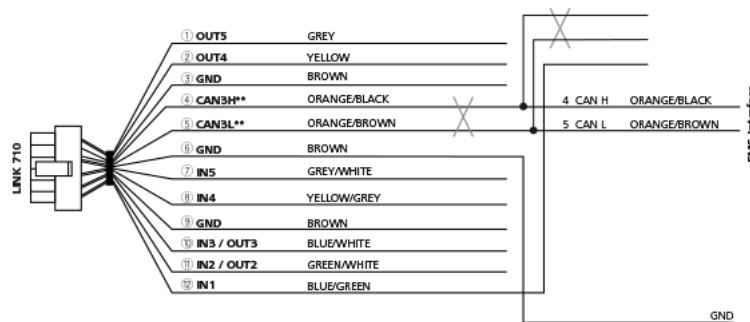 ① OUT5 GREY
② OUT4 YELLOW
③ GND BROWN
④ CAN3H** ORANGE/BLACK 4 CAN H ORANGE/BLACK
⑤ CAN3L** ORANGE/BROWN 5 CAN L ORANGE/BROWN
⑥ GND BROWN
LINK 710
⑦ IN5 GREY/WHITE
⑧ IN4 YELLOW/GREY
⑨ GND BROWN
⑩ IN3 / OUT3 BLUE/WHITE
⑪ IN2 / OUT2 GREEN/WHITE
⑫ IN1 BLUE/GREEN
GND